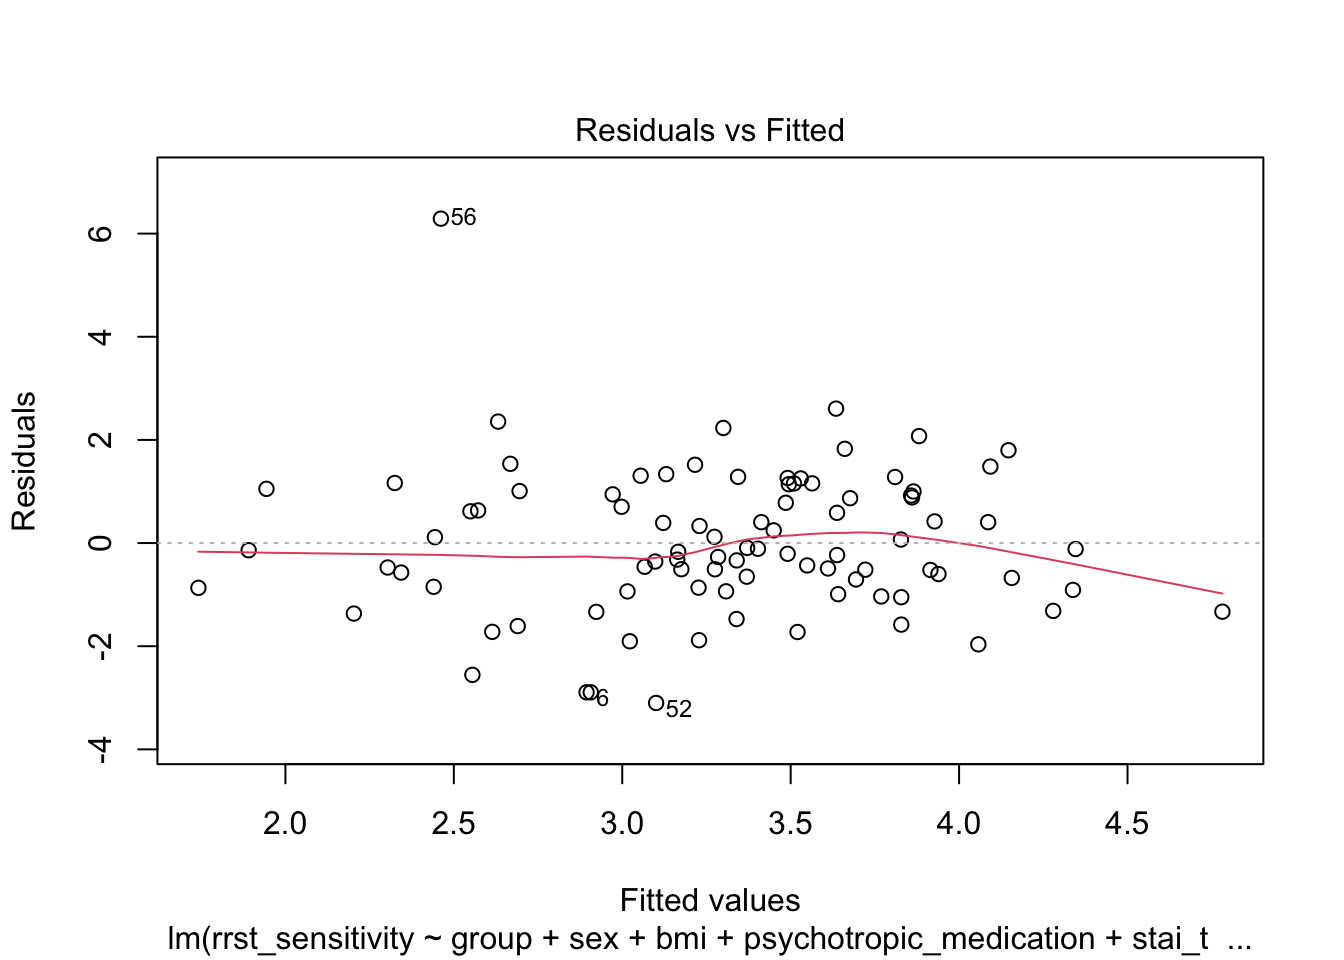 Residuals vs Fitted
Residuals
6
4
2
0
-2
-4
56
6
52
2.0 2.5 3.0 3.5 4.0 4.5
Fitted values
lm(rrst_sensitivity ~ group + sex + bmi + psychotropic_medication + stai_t ...